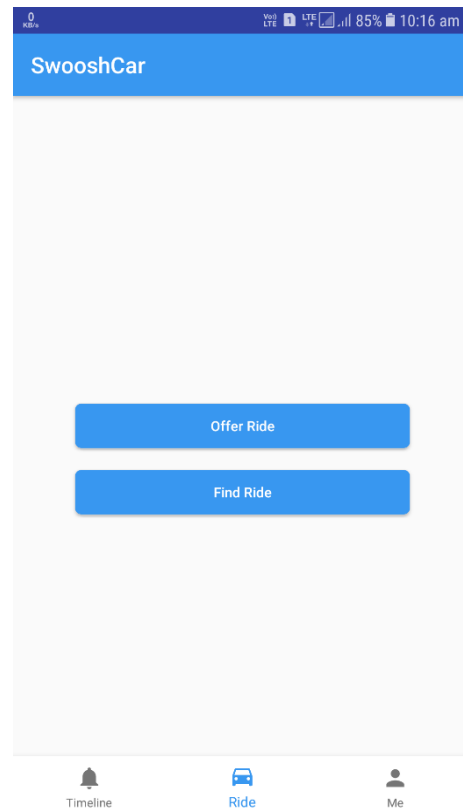 0
KB/s
Vo)) LTE 1 LTE 85% 10:16 am
SwooshCar
Offer Ride
Find Ride
Timeline Ride Me